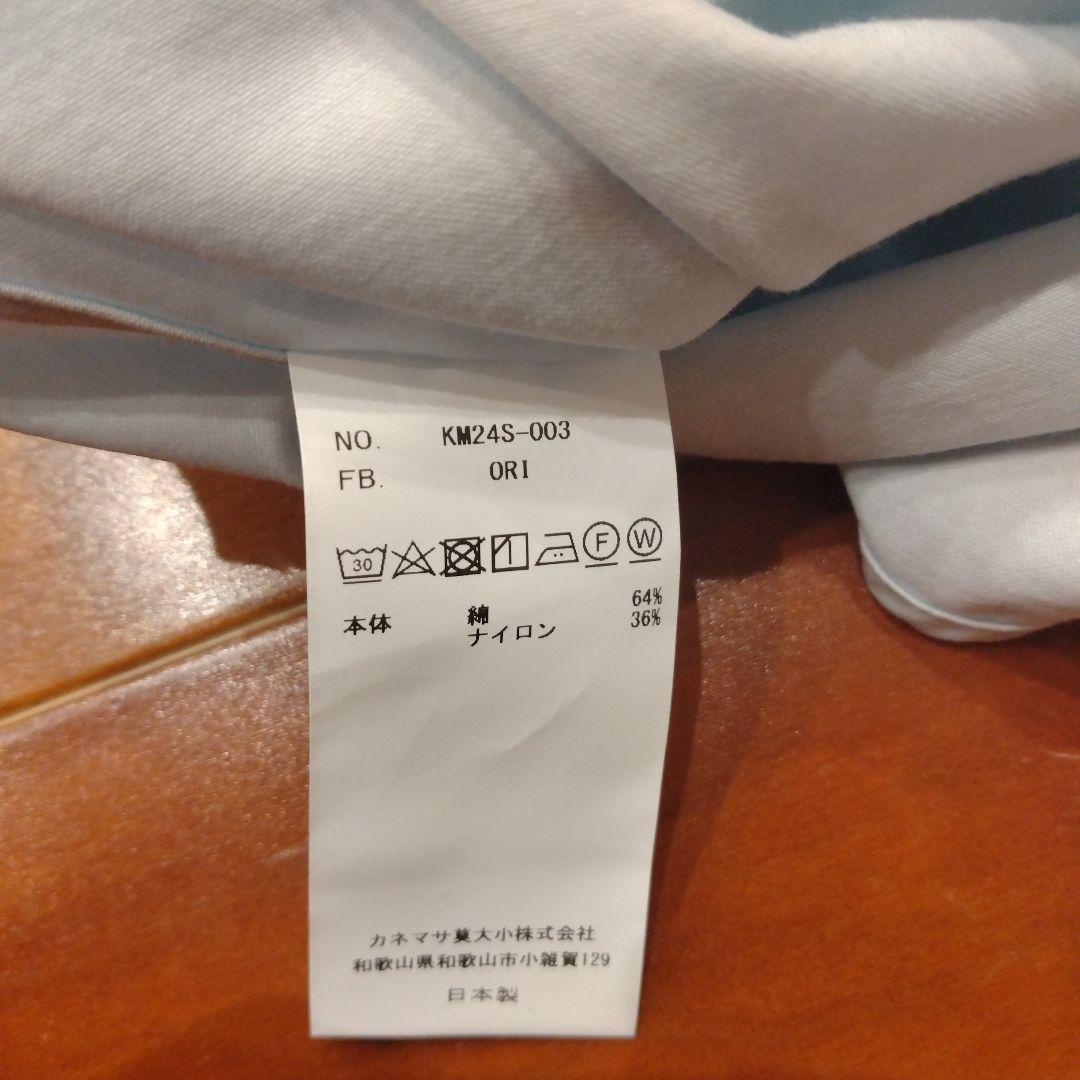 NO. KM24S-003
FB. ORI
30 F W
本体 綿 64%
ナイロン 36%
カネマサ莫大小株式会社
和歌山県和歌山市小雑賀129
日本製